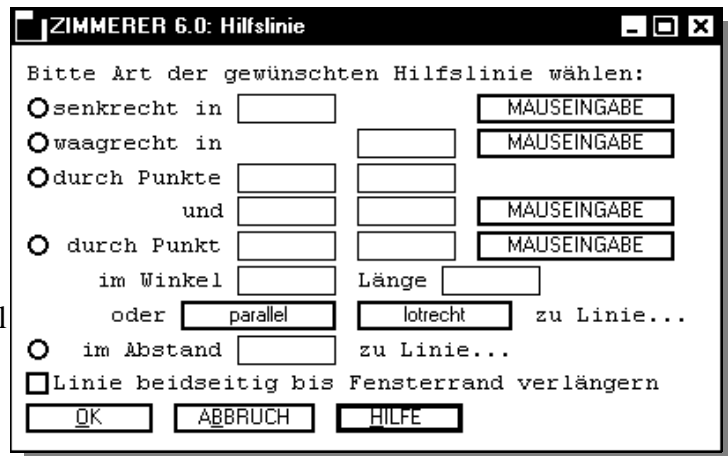 ZIMMERER 6.0: Hilfslinie
Bitte Art der gewünschten Hilfslinie wählen:
senkrecht in MAUSEINGABE
waagrecht in MAUSEINGABE
durch Punkte
und MAUSEINGABE
durch Punkt MAUSEINGABE
im Winkel Länge
l oder parallel lotrecht zu Linie...
im Abstand zu Linie...
Linie beidseitig bis Fensterrand verlängern
OK ABBRUCH HILFE